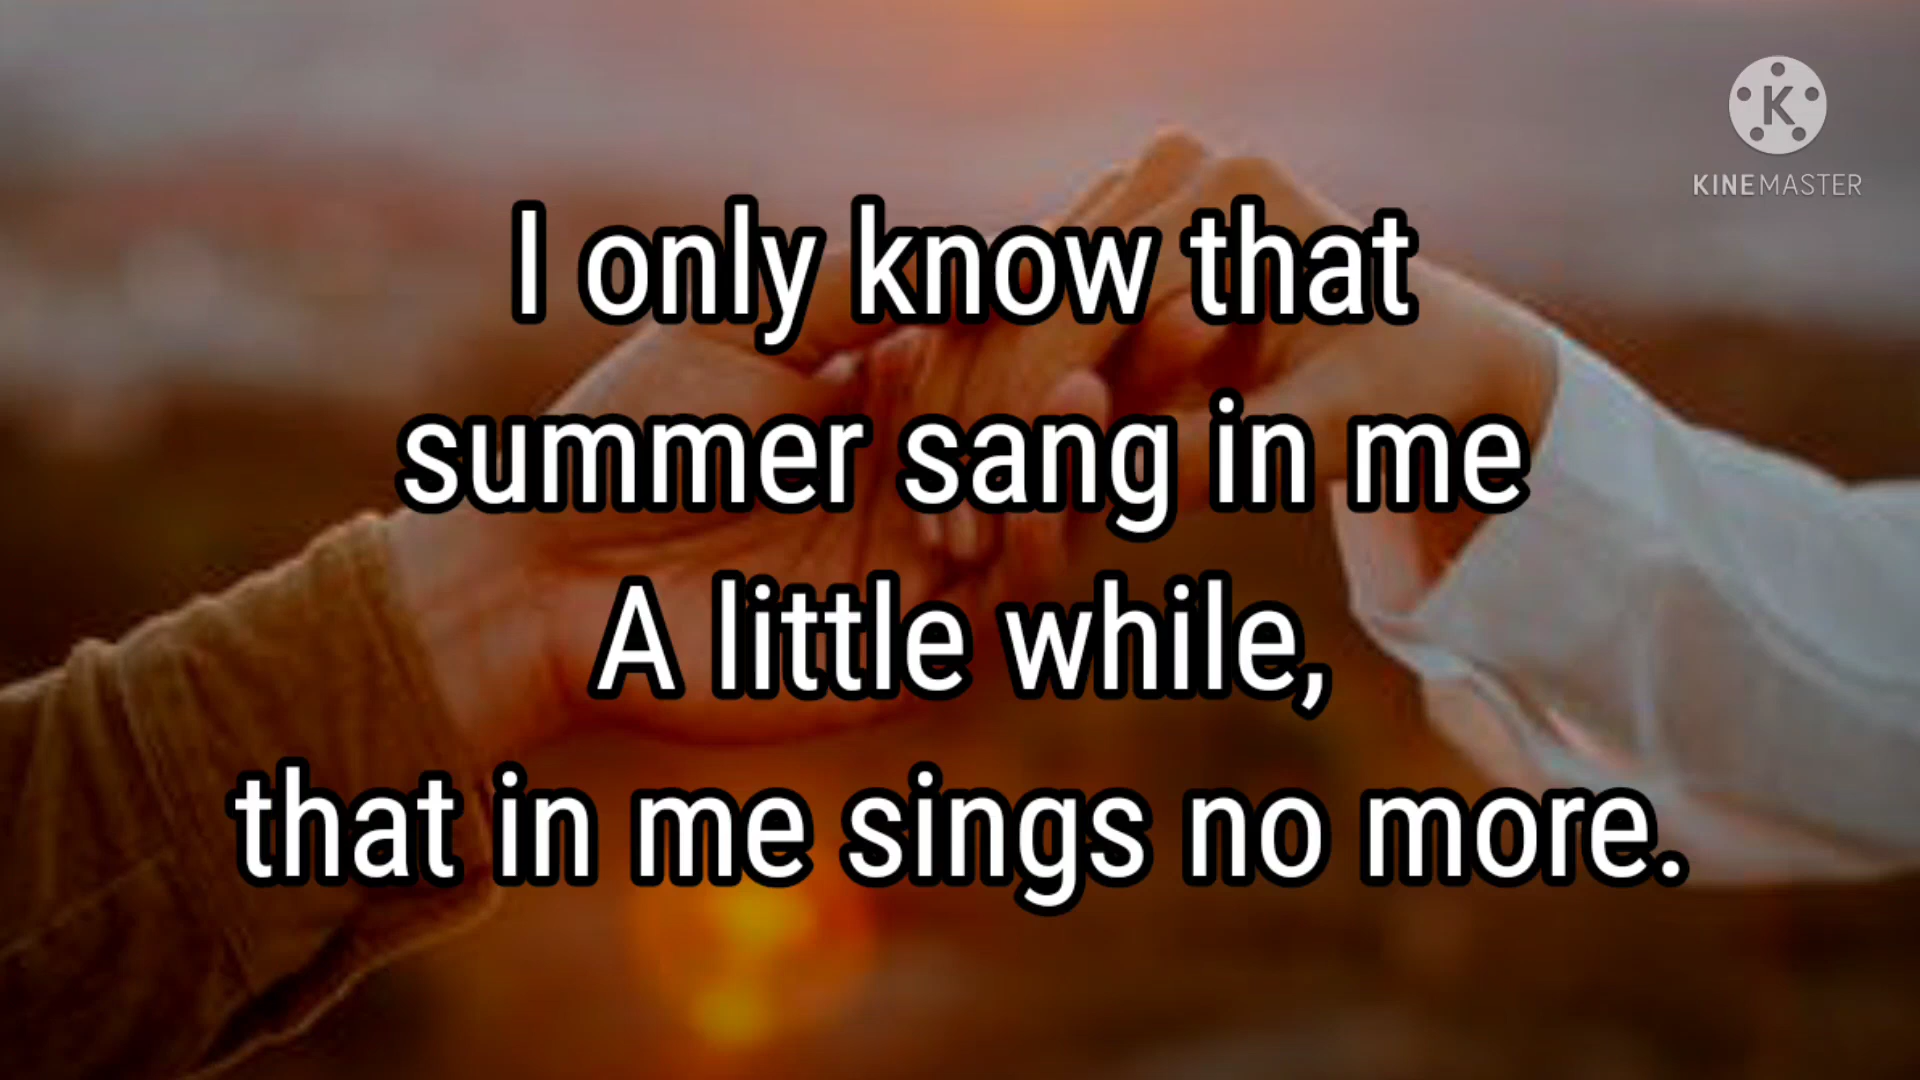 K
KINEMASTER
I only know that
summer sang in me
A little while,
that in me sings no more.